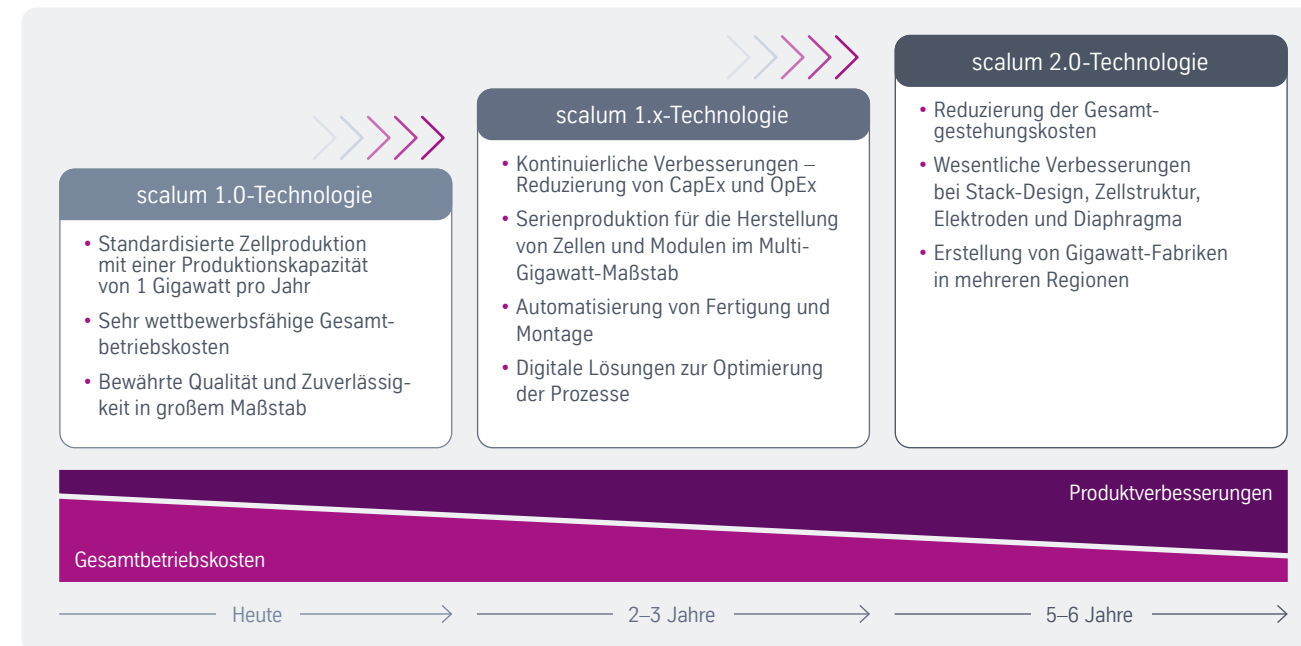 scalum 1.0-Technologie
• Standardisierte Zellproduktion
mit einer Produktionskapazität
von 1 Gigawatt pro Jahr
• Sehr wettbewerbsfähige Gesamt-
betriebskosten
• Bewährte Qualität und Zuverlässig-
keit in großem Maßstab
scalum 1.x-Technologie
• Kontinuierliche Verbesserungen –
Reduzierung von CapEx und OpEx
• Serienproduktion für die Herstellung
von Zellen und Modulen im Multi-
Gigawatt-Maßstab
• Automatisierung von Fertigung und
Montage
• Digitale Lösungen zur Optimierung
der Prozesse
scalum 2.0-Technologie
• Reduzierung der Gesamt-
gestehungskosten
• Wesentliche Verbesserungen
bei Stack-Design, Zellstruktur,
Elektroden und Diaphragma
• Erstellung von Gigawatt-Fabriken
in mehreren Regionen
Produktverbesserungen
Gesamtbetriebskosten
Heute
2–3 Jahre
5–6 Jahre